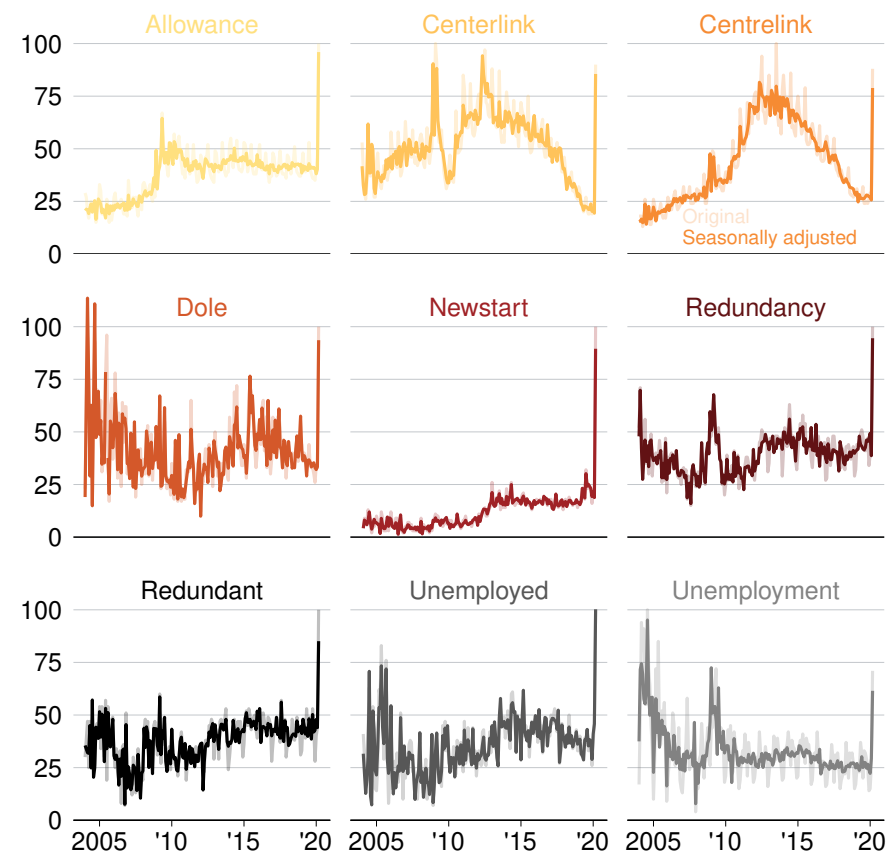 Allowance Centerlink Centrelink
100
75
50
25
0
Original
Seasonally adjusted
Dole Newstart Redundancy
100
75
50
25
0
Redundant Unemployed Unemployment
100
75
50
25
0
2005 '10 '15 '20 2005 '10 '15 '20 2005 '10 '15 '20